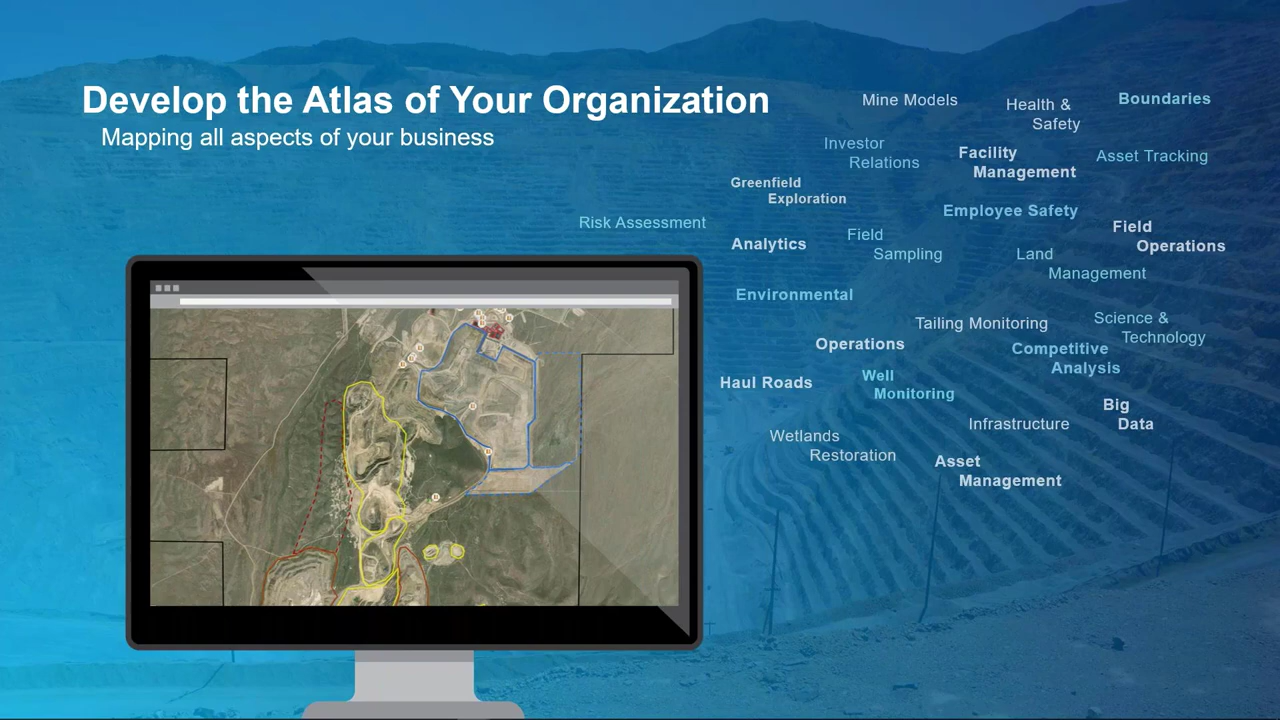 Develop the Atlas of Your Organization
Mapping all aspects of your business
Mine Models
Health &
Safety
Boundaries
Investor
Relations
Facility
Management
Asset Tracking
Greenfield
Exploration
Employee Safety
Risk Assessment
Analytics
Field
Sampling
Land
Management
Field
Operations
Environmental
Tailing Monitoring
Science &
Technology
Operations
Competitive
Analysis
Haul Roads
Well
Monitoring
Big
Data
Infrastructure
Wetlands
Restoration
Asset
Management